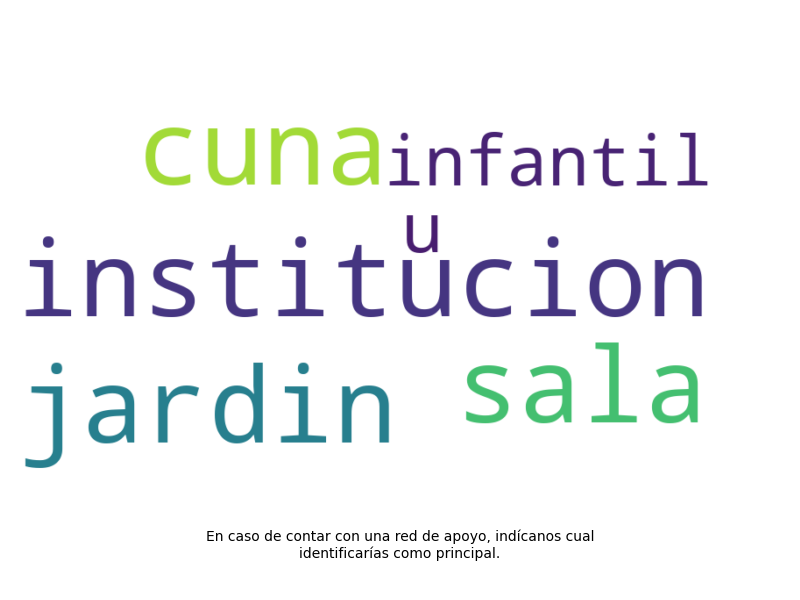 cuna infantil
u
institucion
jardin sala
En caso de contar con una red de apoyo, indícanos cual
identificarías como principal.